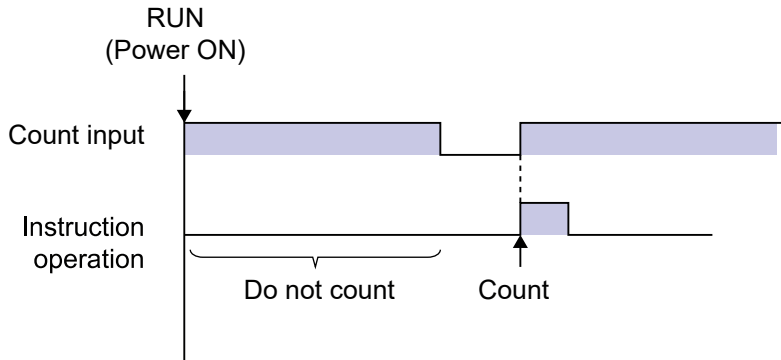 RUN
(Power ON)
Count input
Instruction
operation
Do not count
Count